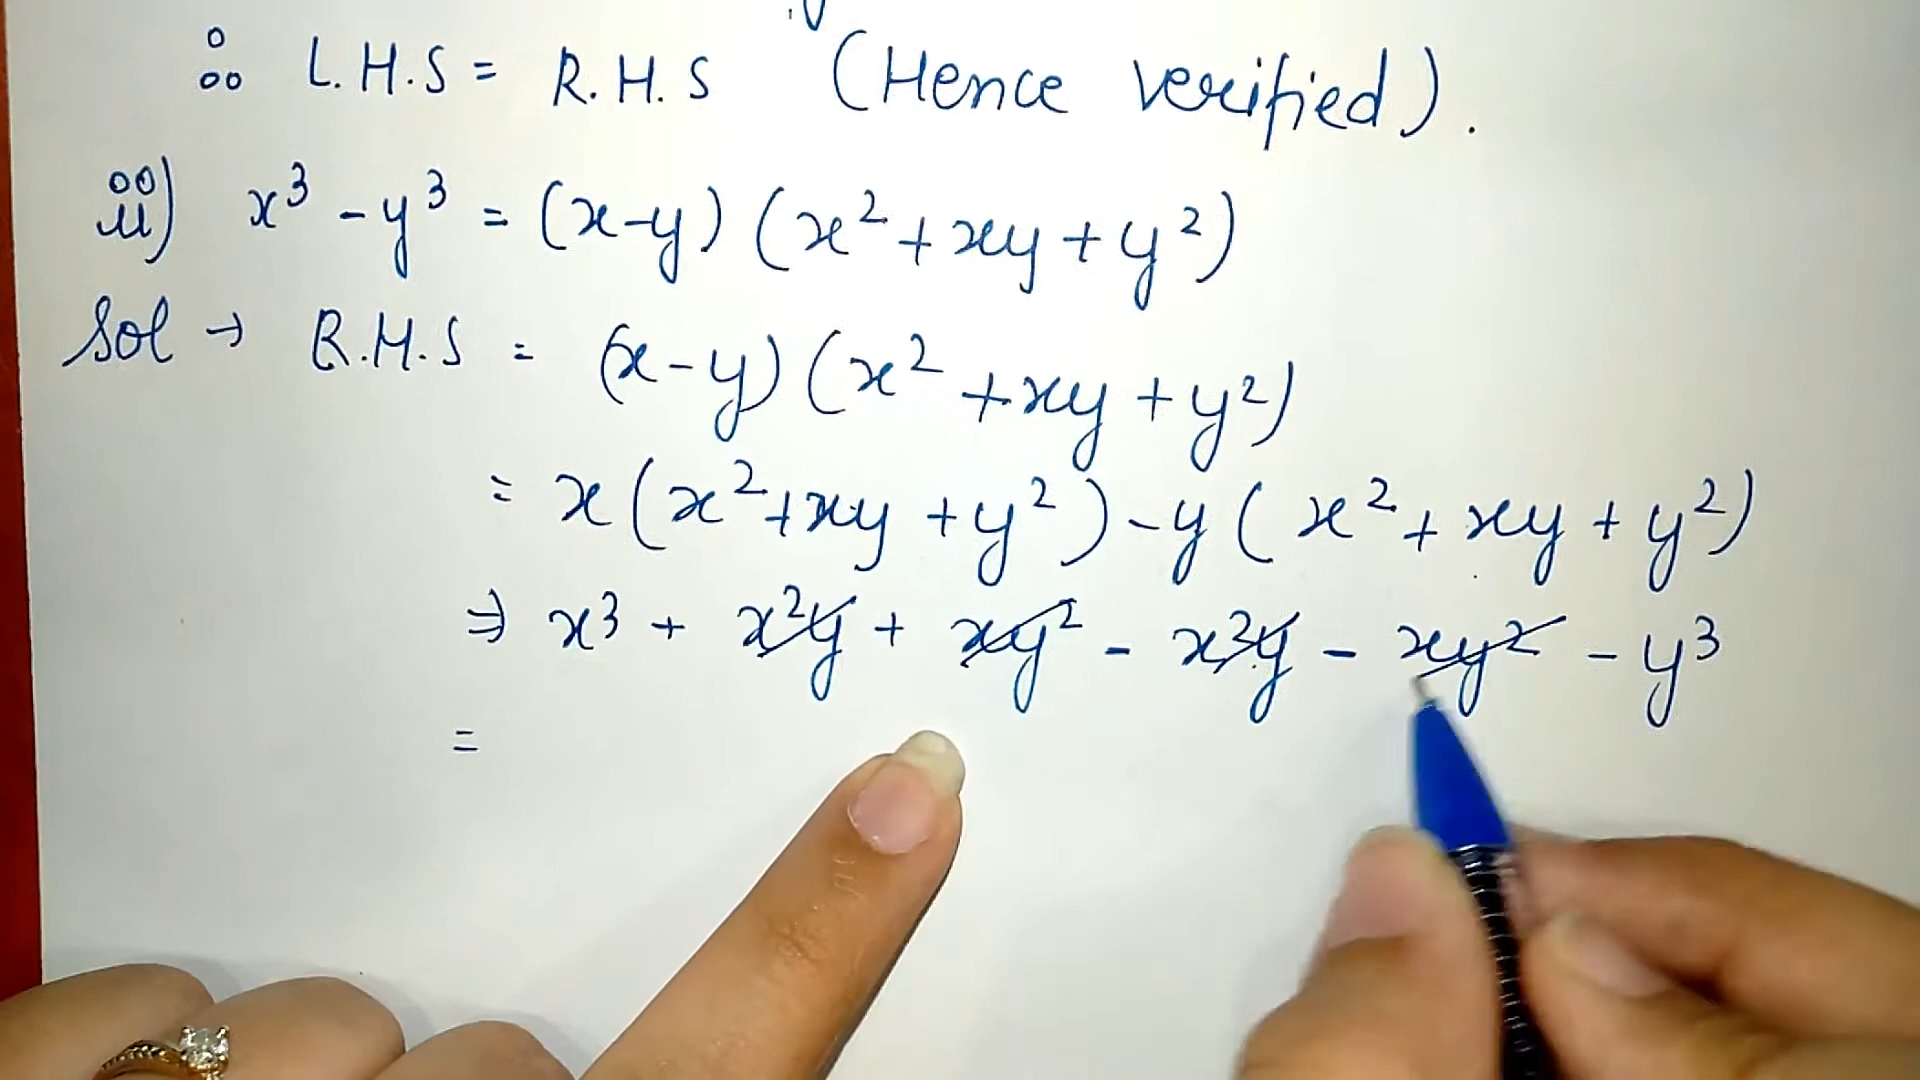 ∴ L.H.S = R.H.S (Hence verified).
ii) x³ - y³ = (x-y) (x² + xy + y²)
Sol → R.H.S = (x-y) (x² + xy + y²)
= x (x² + xy + y²) - y (x² + xy + y²)
⇒ x³ + x²y + xy² - x²y - xy² - y³
=